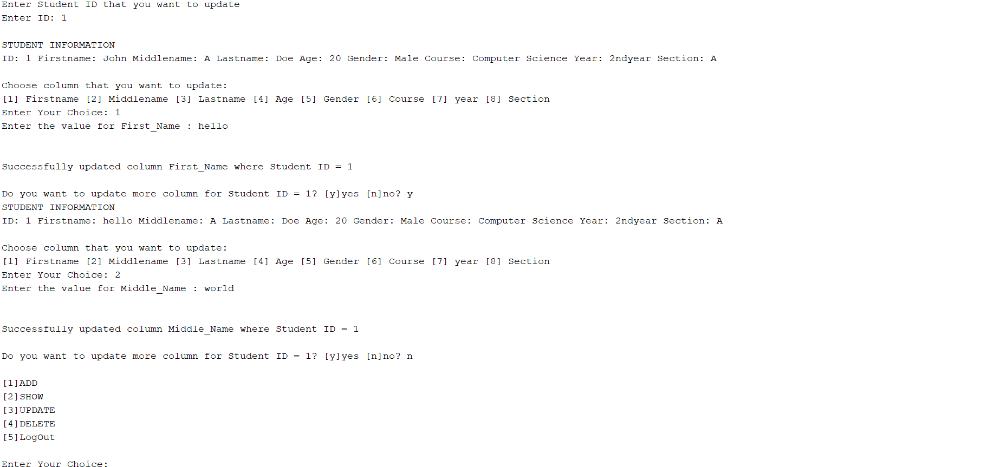 Enter Student ID that you want to update
Enter ID: 1
STUDENT INFORMATION
ID: 1 Firstname: John Middlename: A Lastname: Doe Age: 20 Gender: Male Course: Computer Science Year: 2ndyear Section: A
Choose column that you want to update:
[1] Firstname [2] Middlename [3] Lastname [4] Age [5] Gender [6] Course [7] year [8] Section
Enter Your Choice: 1
Enter the value for First_Name : hello
Successfully updated column First_Name where Student ID = 1
Do you want to update more column for Student ID = 1? [y]yes [n]no? y
STUDENT INFORMATION
ID: 1 Firstname: hello Middlename: A Lastname: Doe Age: 20 Gender: Male Course: Computer Science Year: 2ndyear Section: A
Choose column that you want to update:
[1] Firstname [2] Middlename [3] Lastname [4] Age [5] Gender [6] Course [7] year [8] Section
Enter Your Choice: 2
Enter the value for Middle_Name : world
Successfully updated column Middle_Name where Student ID = 1
Do you want to update more column for Student ID = 1? [y]yes [n]no? n
[1]ADD
[2]SHOW
[3]UPDATE
[4]DELETE
[5]LogOut
Enter Your Choice: